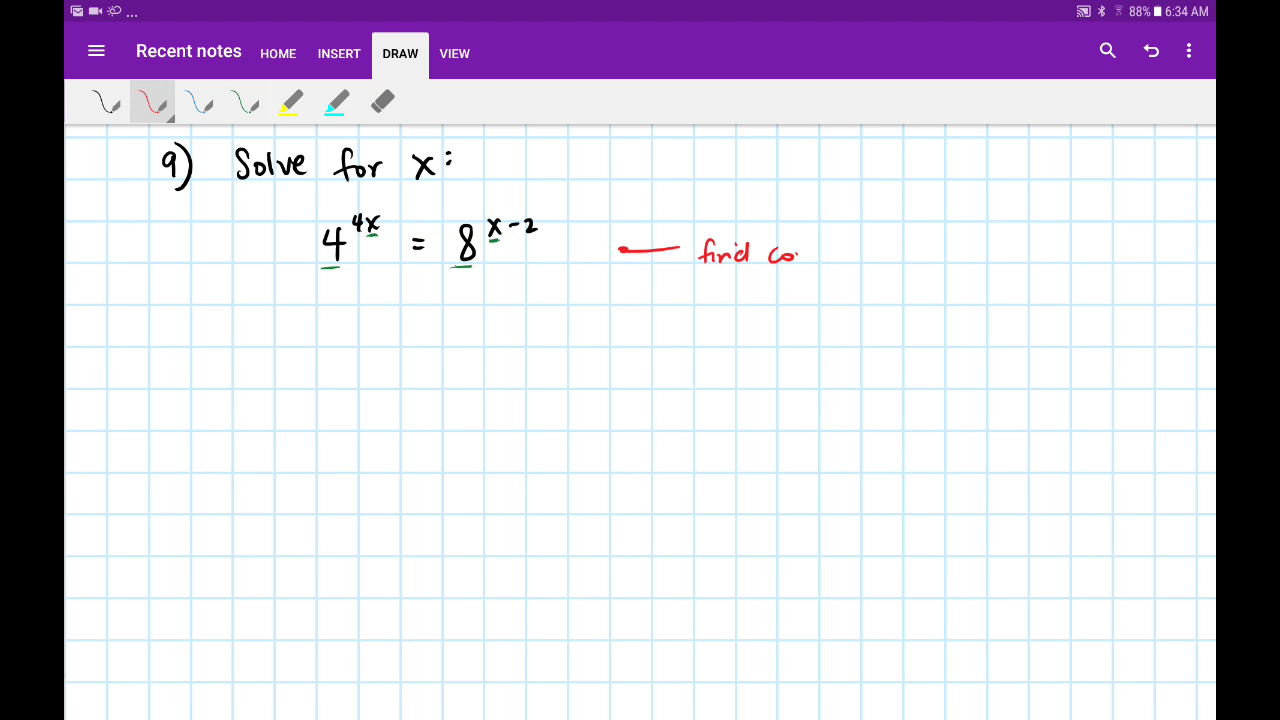 ... 88% 6:34 AM
Recent notes HOME INSERT DRAW VIEW
9) Solve for x:
4^{4x} = 8^{x-2}
find co